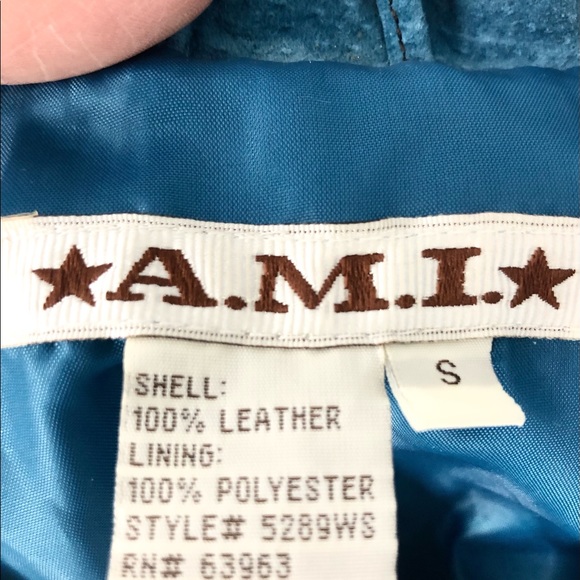 ★A.M.I.★
S
SHELL:
100% LEATHER
LINING:
100% POLYESTER
STYLE# 5289WS
RN# 63963